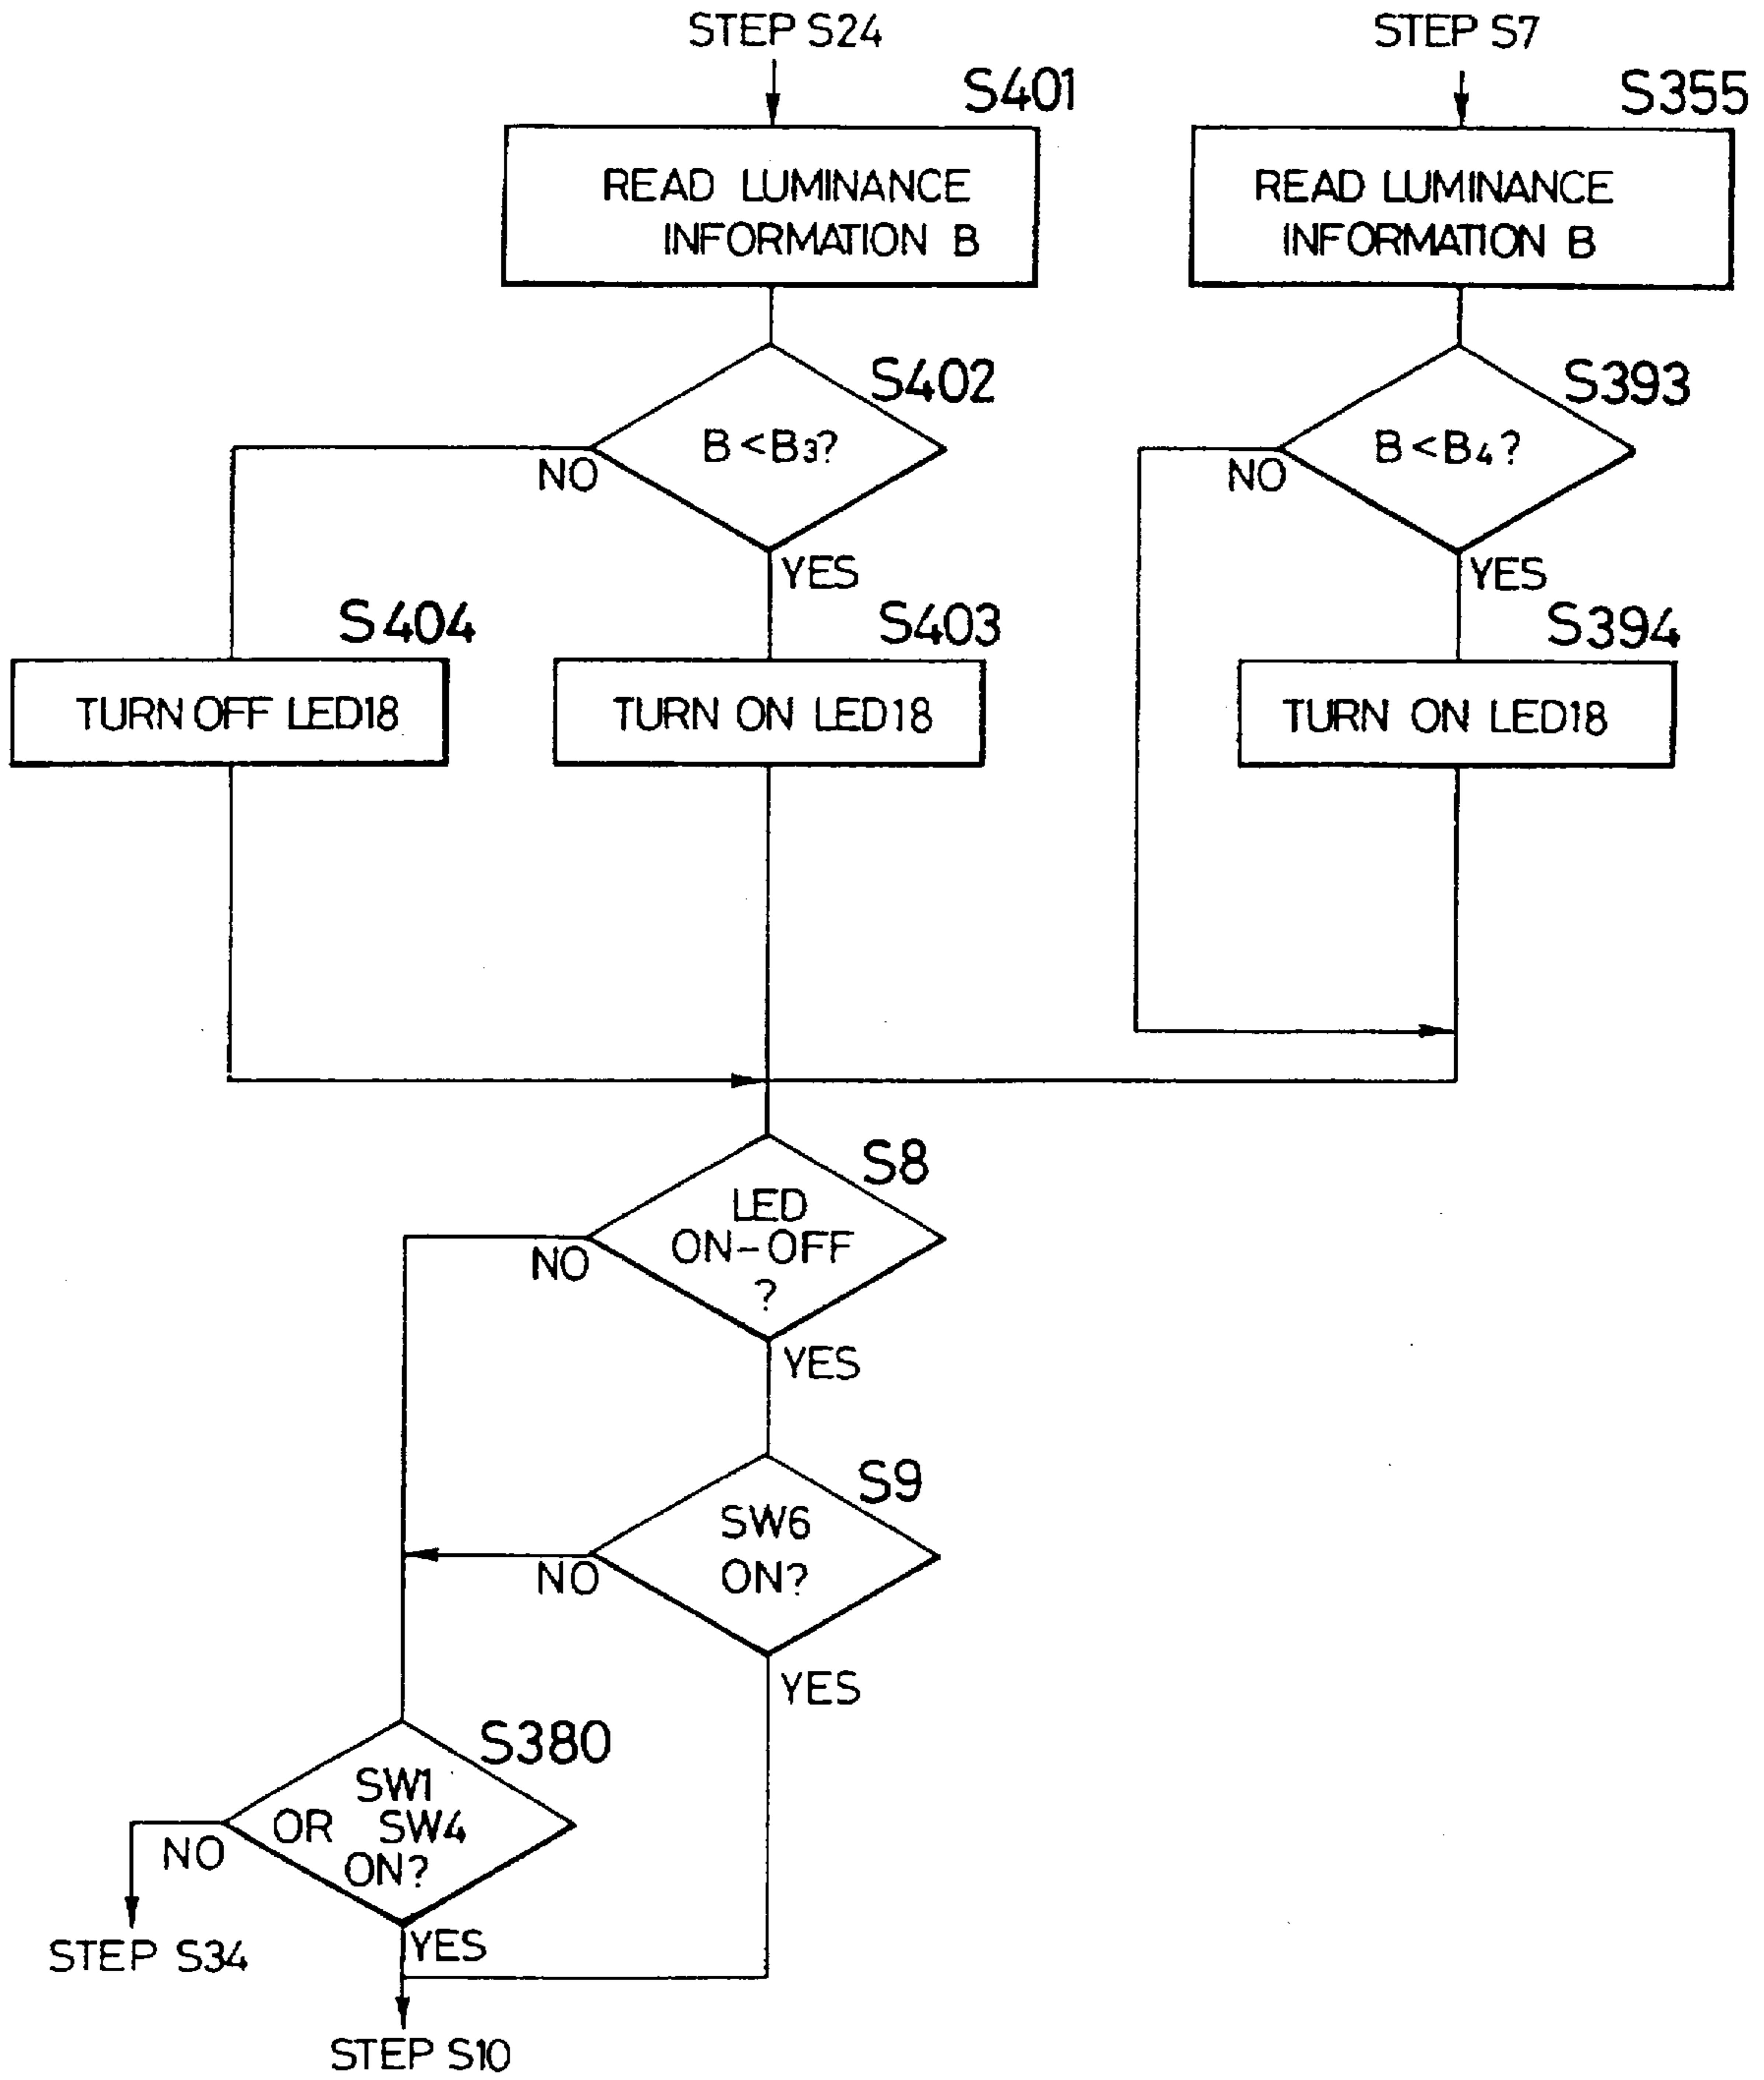 STEP S24
STEP S7
S401
S355
READ LUMINANCE
INFORMATION B
READ LUMINANCE
INFORMATION B
S402
S393
B<B3?
B<B4?
NO
NO
YES
YES
S404
S403
S394
TURN OFF LED18
TURN ON LED18
TURN ON LED18
S8
LED
ON-OFF
?
NO
YES
S9
SW6
ON?
NO
YES
S380
SW1
OR SW4
ON?
NO
YES
STEP S34
STEP S10